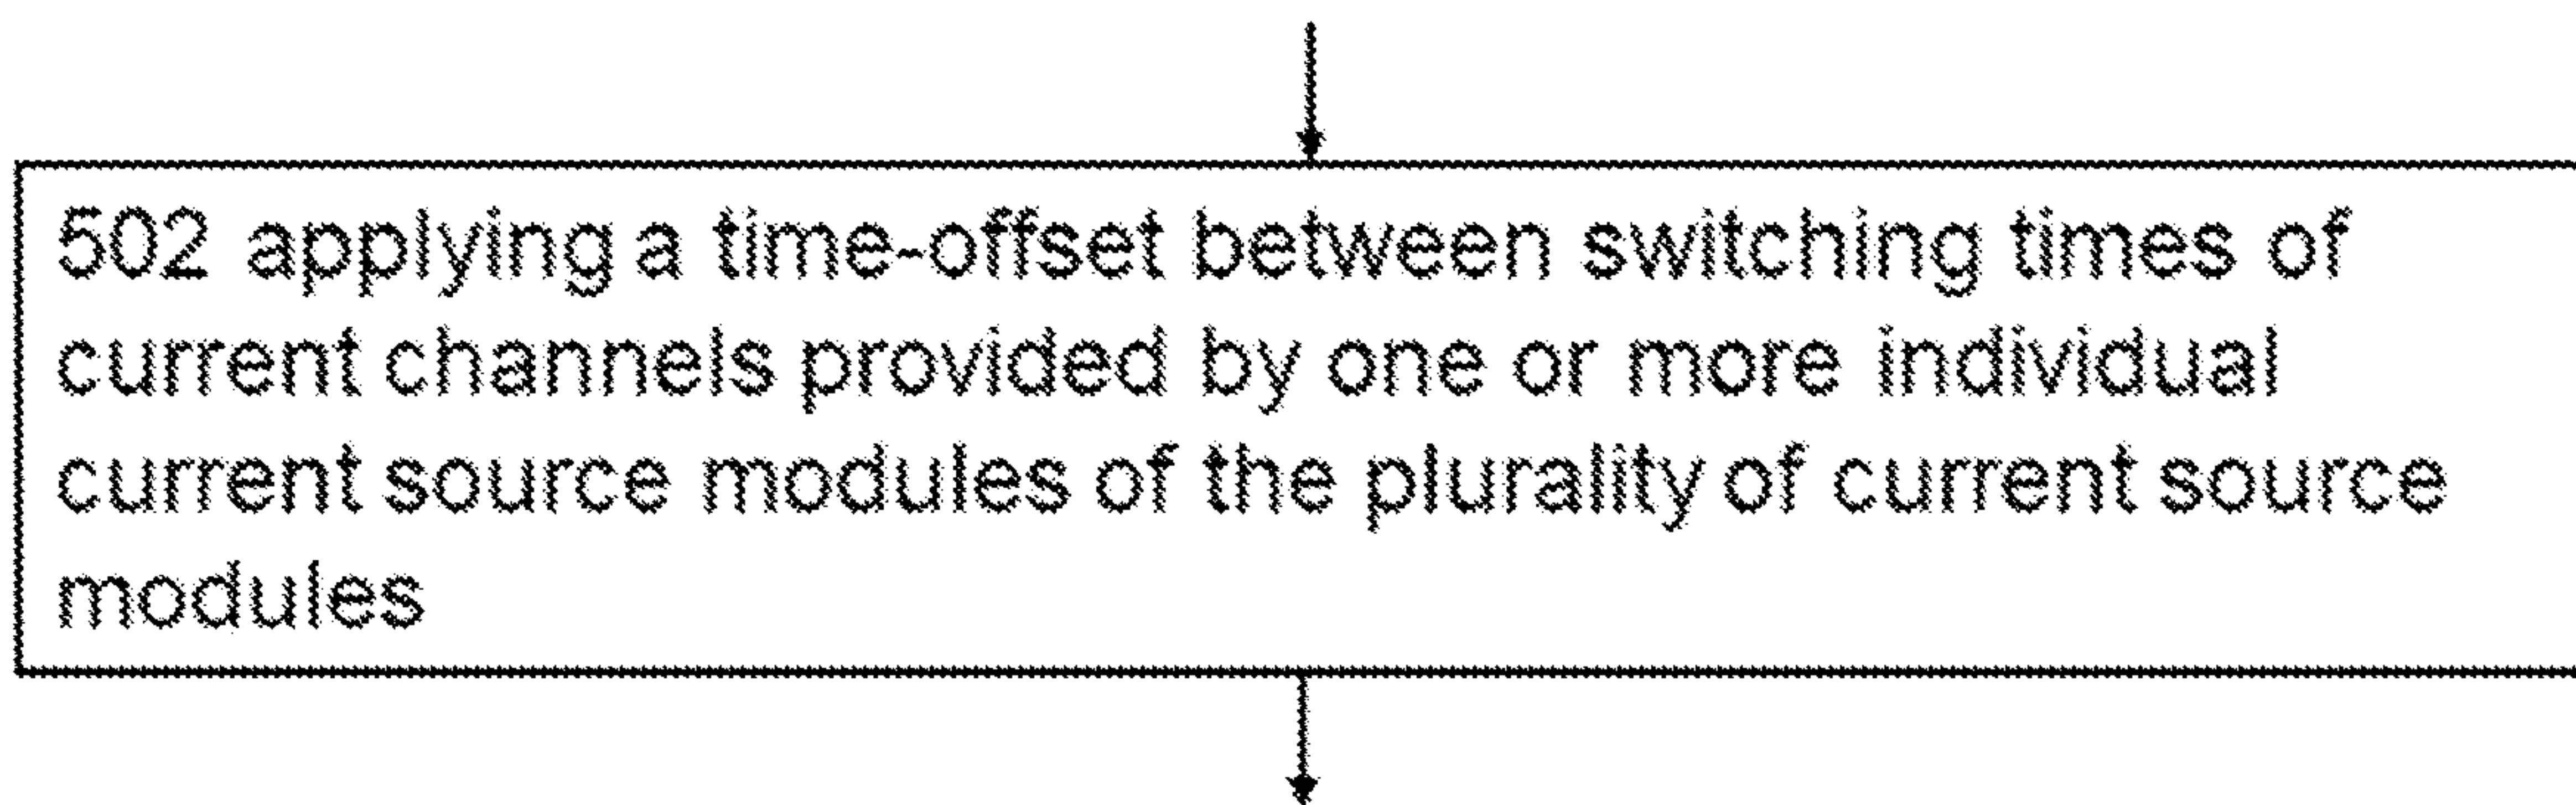 502 applying a time-offset between switching times of
current channels provided by one or more individual
current source modules of the plurality of current source
modules